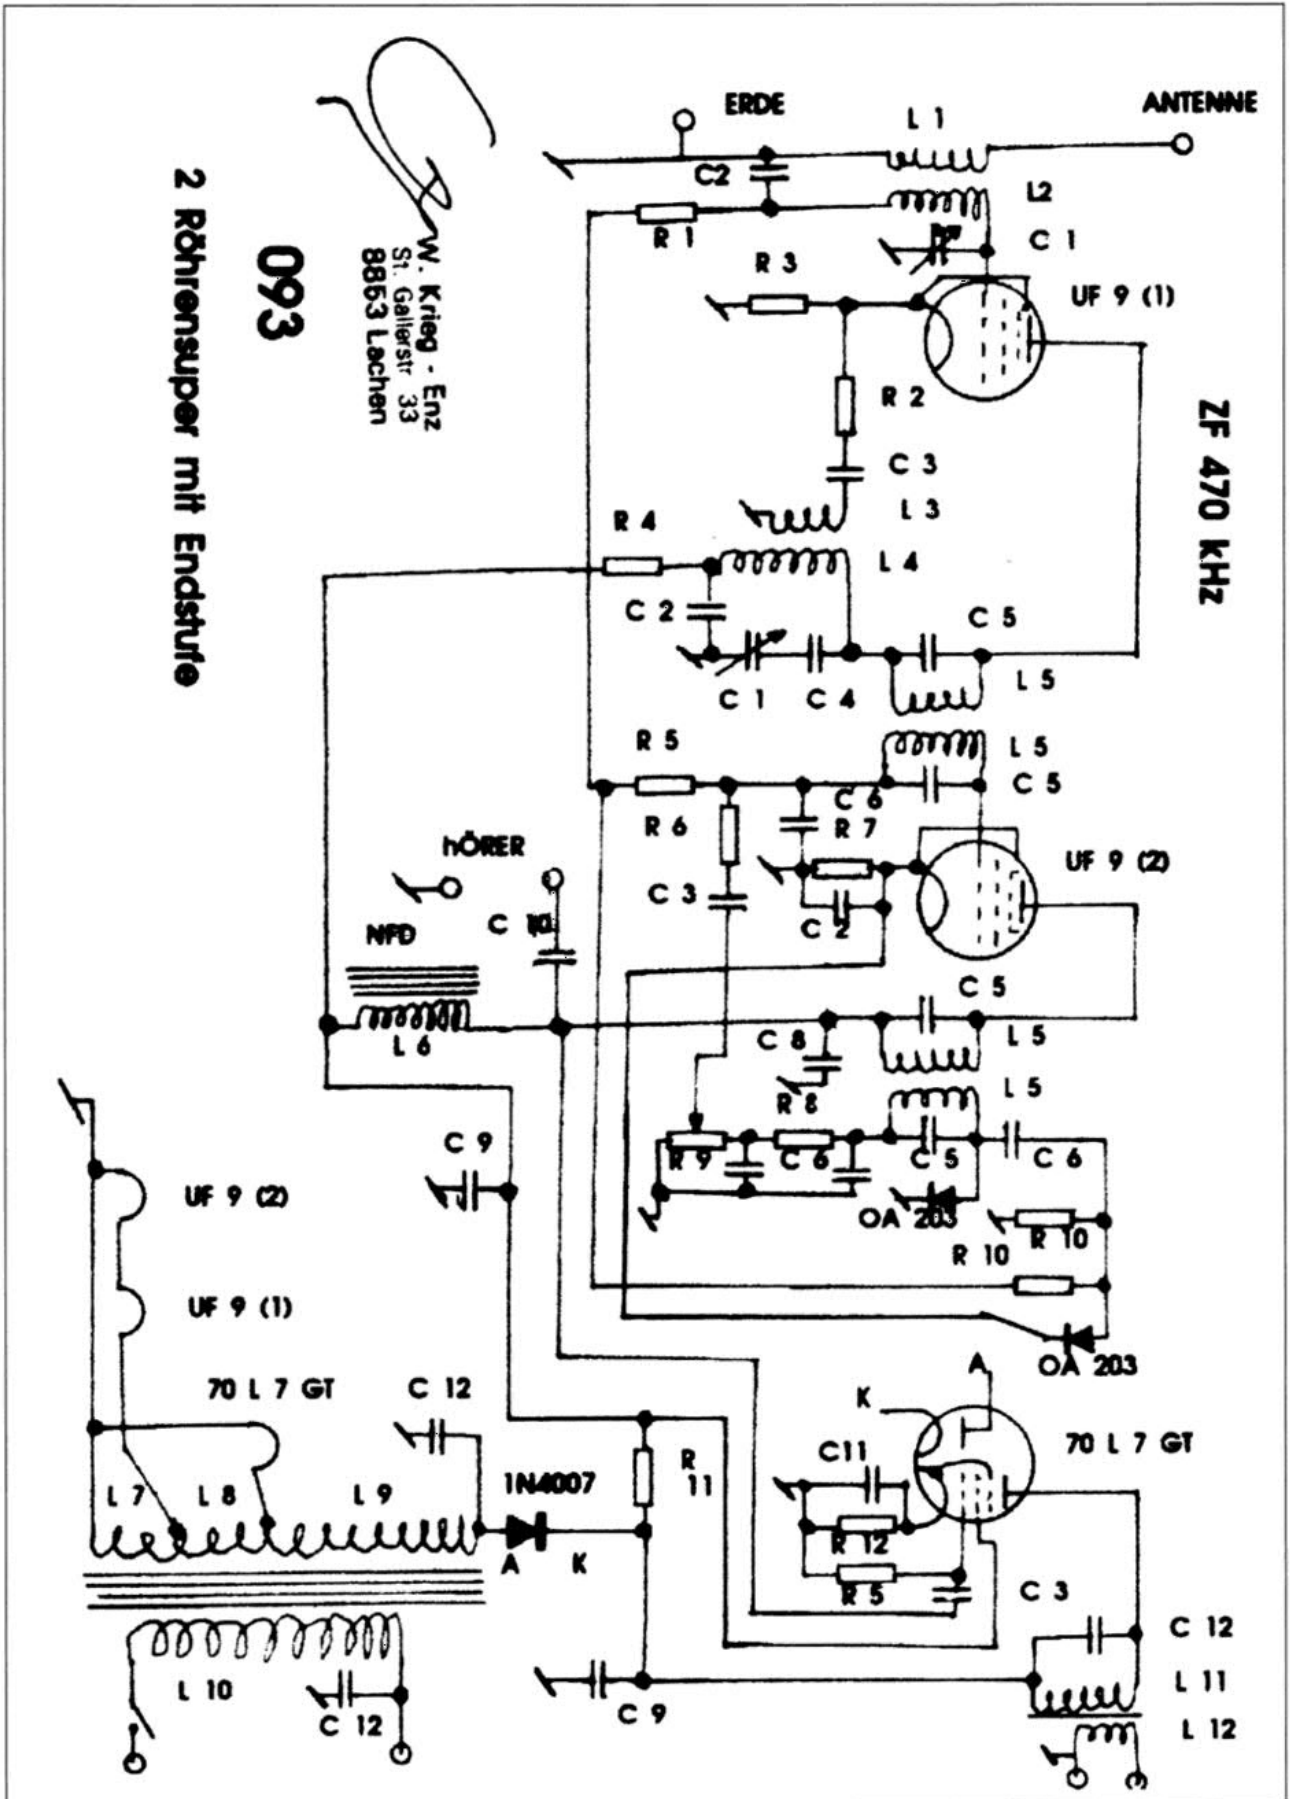 ERDE
ANTENNE
L 1
C2
L2
R 1
C 1
R 3
UF 9 (1)
R 2
C 3
L 3
R 4
L 4
C 2
C 5
C 1
C 4
L 5
R 5
L 5
C 5
C 6
R 6
R 7
hÖRER
UF 9 (2)
C 3
C 2
NFD
C 10
C 5
L 6
C 8
L 5
R 8
L 5
C 9
R 9
C 6
C 5
C 6
UF 9 (2)
OA 203
R 10
R 10
UF 9 (1)
OA 203
A
K
70 L 7 GT
C 12
C11
70 L 7 GT
R 11
L 7
L 8
L 9
1N4007
A
K
R 12
R 5
C 3
C 12
L 10
C 12
C 9
L 11
L 12
2 Röhrensuper mit Endstufe
093
W. Krieg - Enz
St. Gallerstr. 33
8853 Lachen
ZF 470 kHz